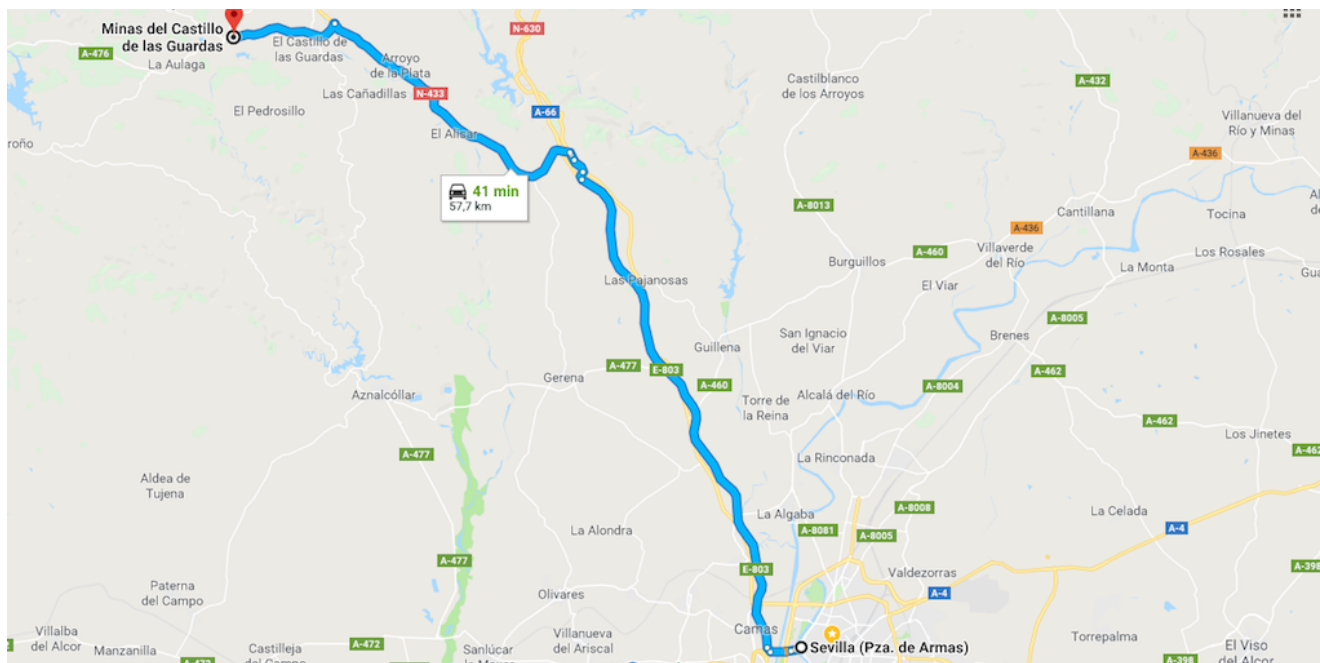 Minas del Castillo
de las Guardas
A-476
La Aulaga
El Castillo de
las Guardas
Arroyo
de la Plata
Las Cañadillas
N-433
El Pedrosillo
El Alisar
N-630
A-66
Castilblanco
de los Arroyos
A-432
Villanueva del
Río y Minas
A-436
roño
41 min
57,7 km
A-8013
Cantillana
Tocina
A-436
A-460
Villaverde
del Río
Burguillos
Los Rosales
La Monta
El Viar
Las Pajanosas
A-8005
San Ignacio
del Viar
Brenes
Guillena
A-477
E-803
A-462
Gerena
A-460
A-8004
Aznalcóllar
Torre de
la Reina
Alcalá del Río
A-462
Los Jinetes
A-477
La Rinconada
A-462
Aldea de
Tujena
La Algaba
A-8008
La Celada
La Alondra
A-8081
A-8005
A-4
A-477
E-803
Valdezorras
A-398
Paterna
del Campo
Olivares
A-4
Camas
Villalba
del Alcor
Manzanilla
A-472
Castilleja
del Campo
Sanlúcar
Villanueva
del Ariscal
Sevilla (Pza. de Armas)
Torrepalma
El Viso
del Alcor